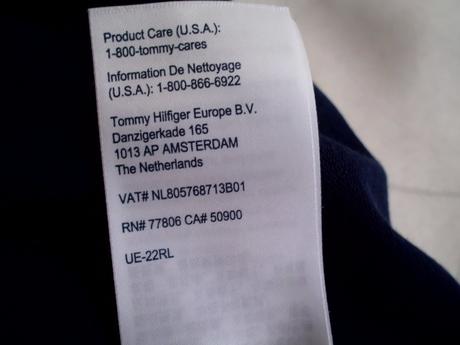 Product Care (U.S.A.):
1-800-tommy-cares
Information De Nettoyage
(U.S.A.): 1-800-866-6922
Tommy Hilfiger Europe B.V.
Danzigerkade 165
1013 AP AMSTERDAM
The Netherlands
VAT# NL805768713B01
RN# 77806 CA# 50900
UE-22RL